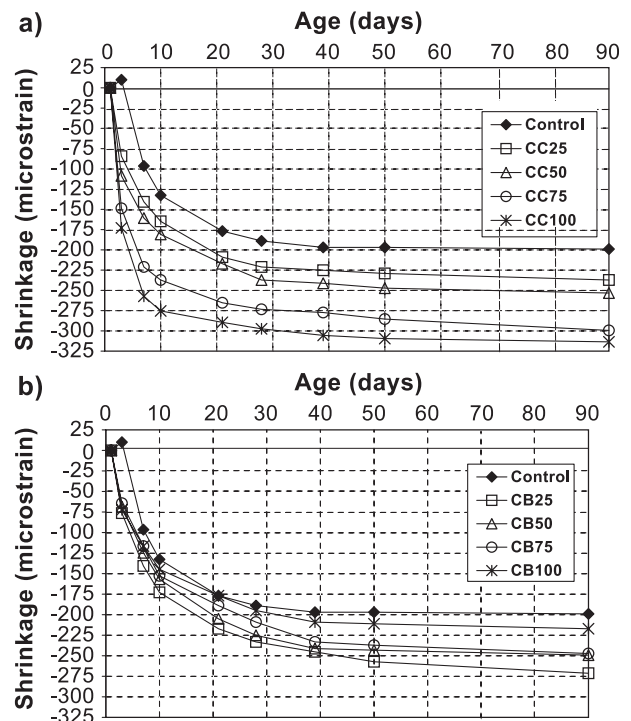 a)
Age (days)
0 10 20 30 40 50 60 70 80 90
Shrinkage (microstrain)
25
0
-25
-50
-75
-100
-125
-150
-175
-200
-225
-250
-275
-300
-325
Control
CC25
CC50
CC75
CC100
b)
Age (days)
0 10 20 30 40 50 60 70 80 90
Shrinkage (microstrain)
25
0
-25
-50
-75
-100
-125
-150
-175
-200
-225
-250
-275
-300
-325
Control
CB25
CB50
CB75
CB100